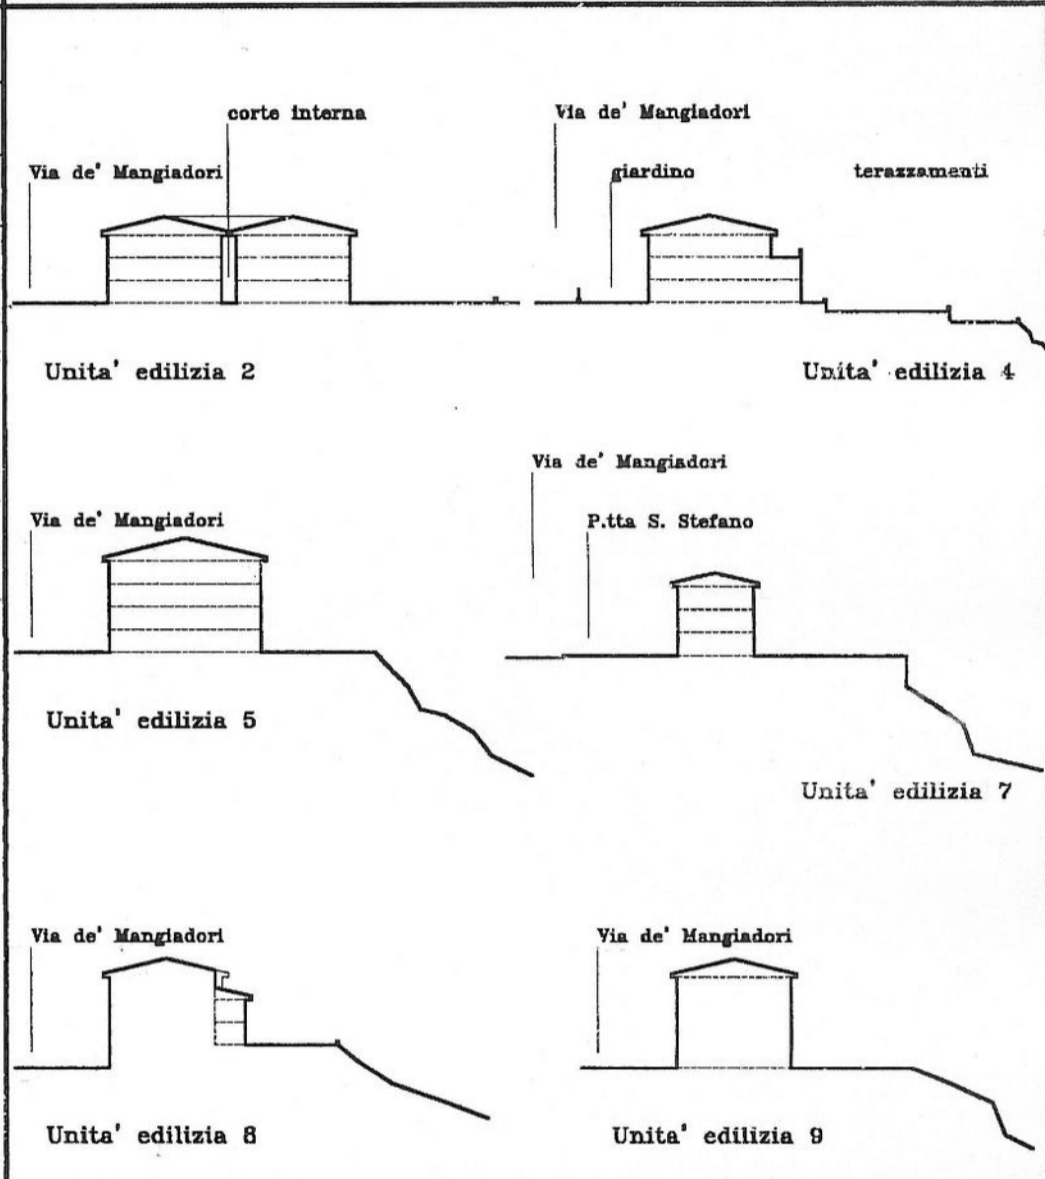 corte interna
Via de' Mangiadori
Via de' Mangiadori
giardino
terazzamenti
Unita' edilizia 2
Unita' edilizia 4
Via de' Mangiadori
Via de' Mangiadori
P.tta S. Stefano
Unita' edilizia 5
Unita' edilizia 7
Via de' Mangiadori
Via de' Mangiadori
Unita' edilizia 8
Unita' edilizia 9